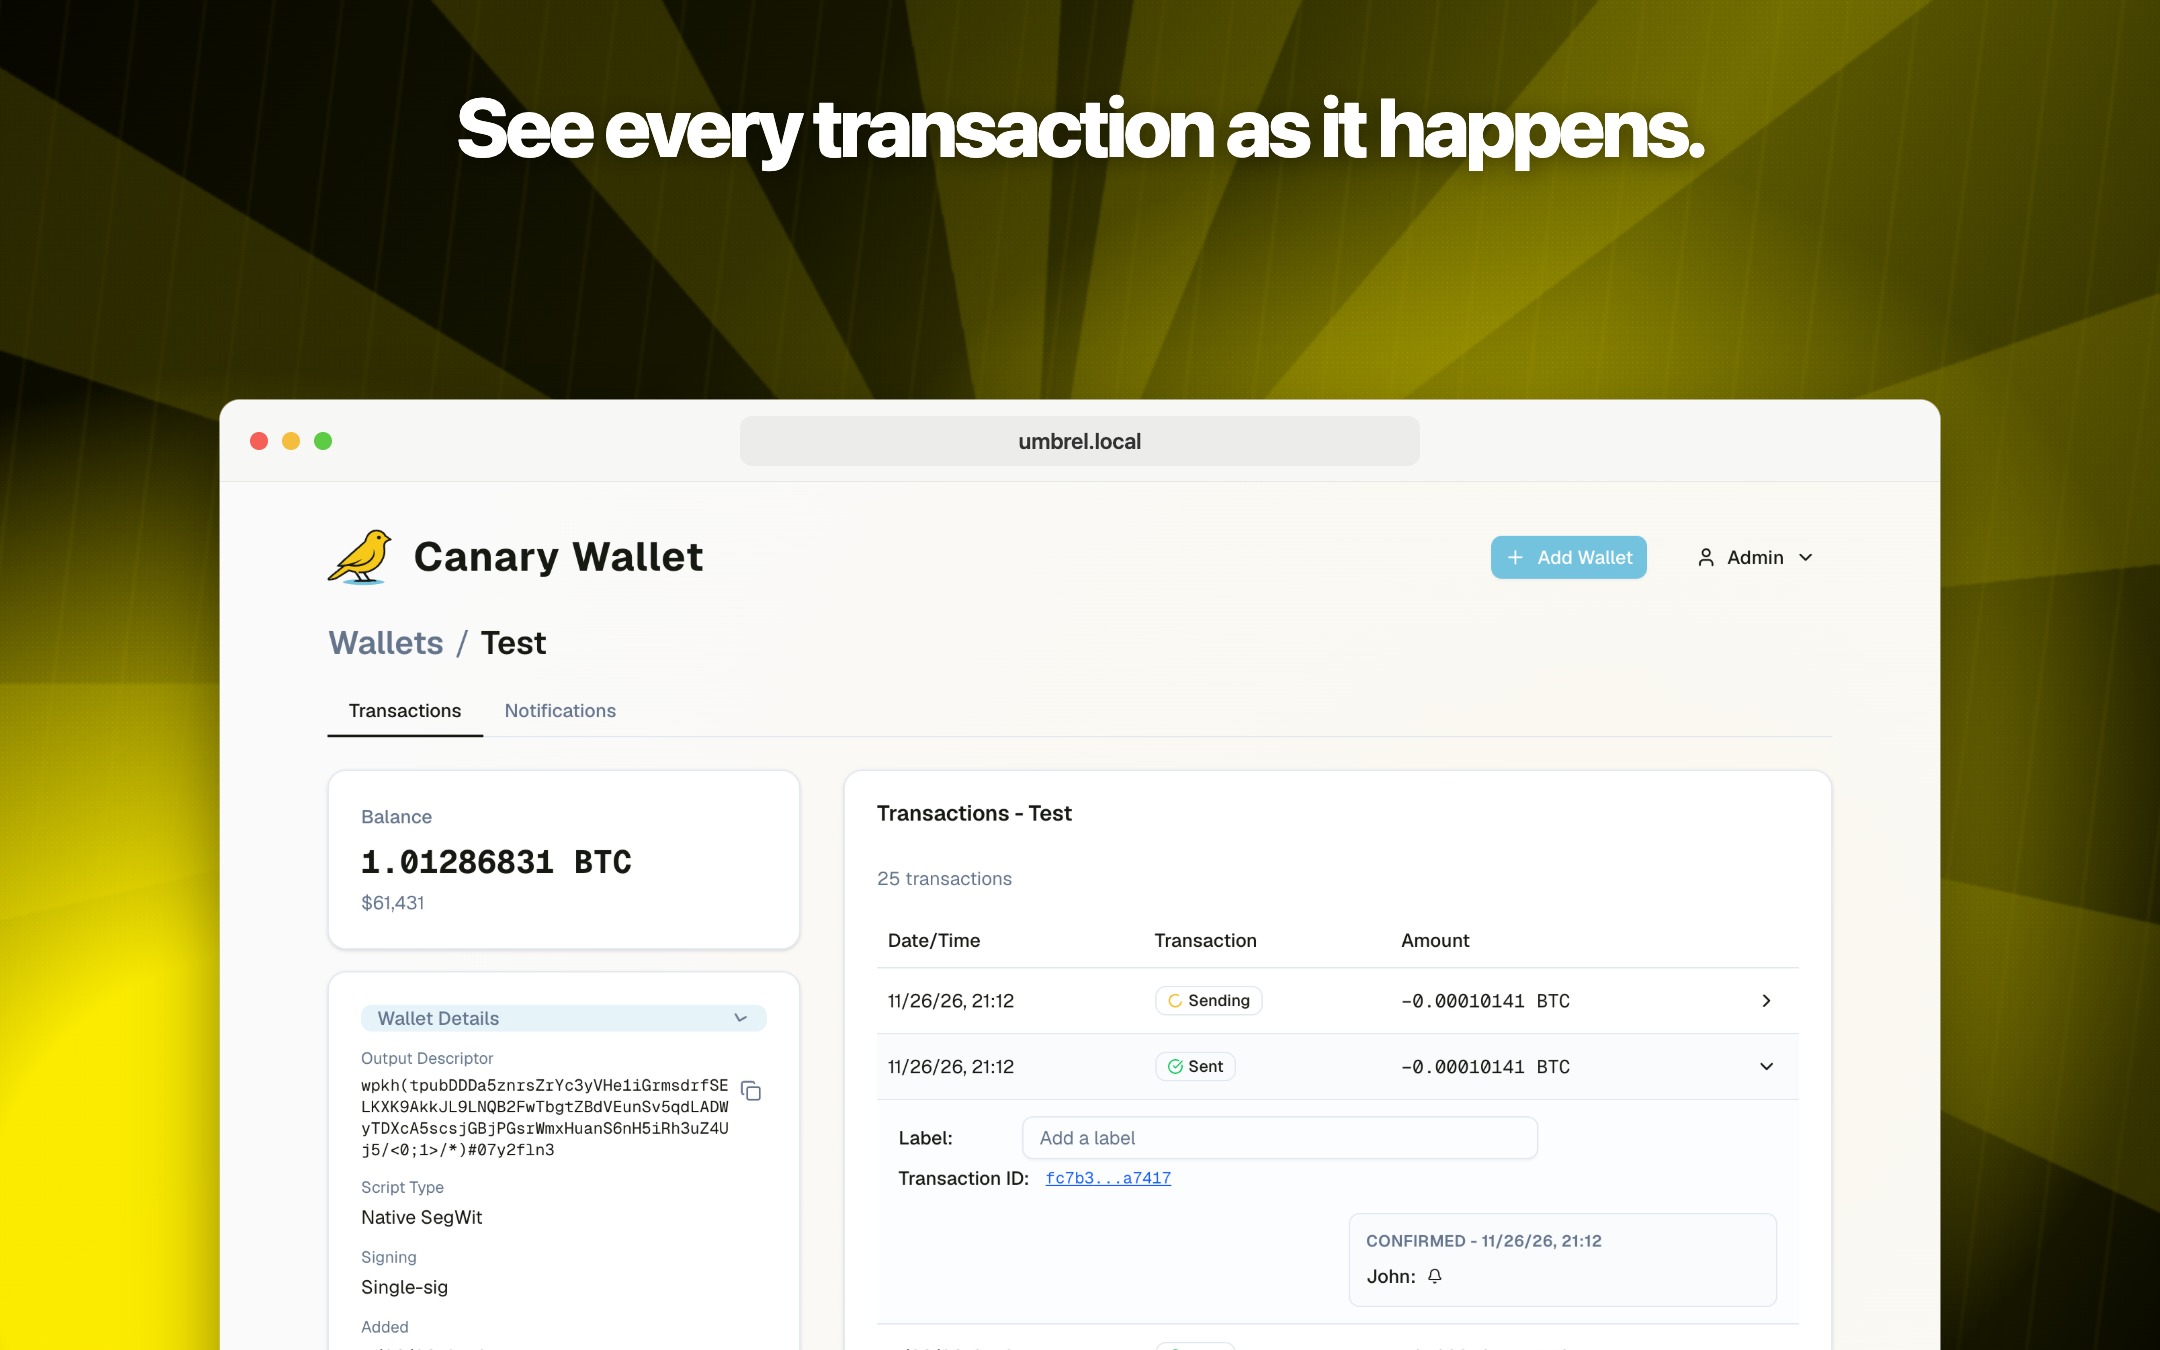 See every transaction as it happens.
umbrel.local
Canary Wallet
Add Wallet
Admin
Wallets / Test
Transactions
Notifications
Balance
1.01286831 BTC
$61,431
Wallet Details
Output Descriptor
wpkh(tpubDDDa5znrsZrYc3yVHe1iGrmsdrfSE
LKXK9AkkJL9LNQB2FwTbgtZBdVEunSv5qdLADW
yTDXcA5scsjGBjPGsrWmxHuanS6nH5iRh3uZ4U
j5/<0;1>/*)#07y2fln3
Script Type
Native SegWit
Signing
Single-sig
Added
Transactions - Test
25 transactions
Date/Time Transaction Amount
11/26/26, 21:12 Sending -0.00010141 BTC
11/26/26, 21:12 Sent -0.00010141 BTC
Label: Add a label
Transaction ID: fc7b3...a7417
CONFIRMED - 11/26/26, 21:12
John: